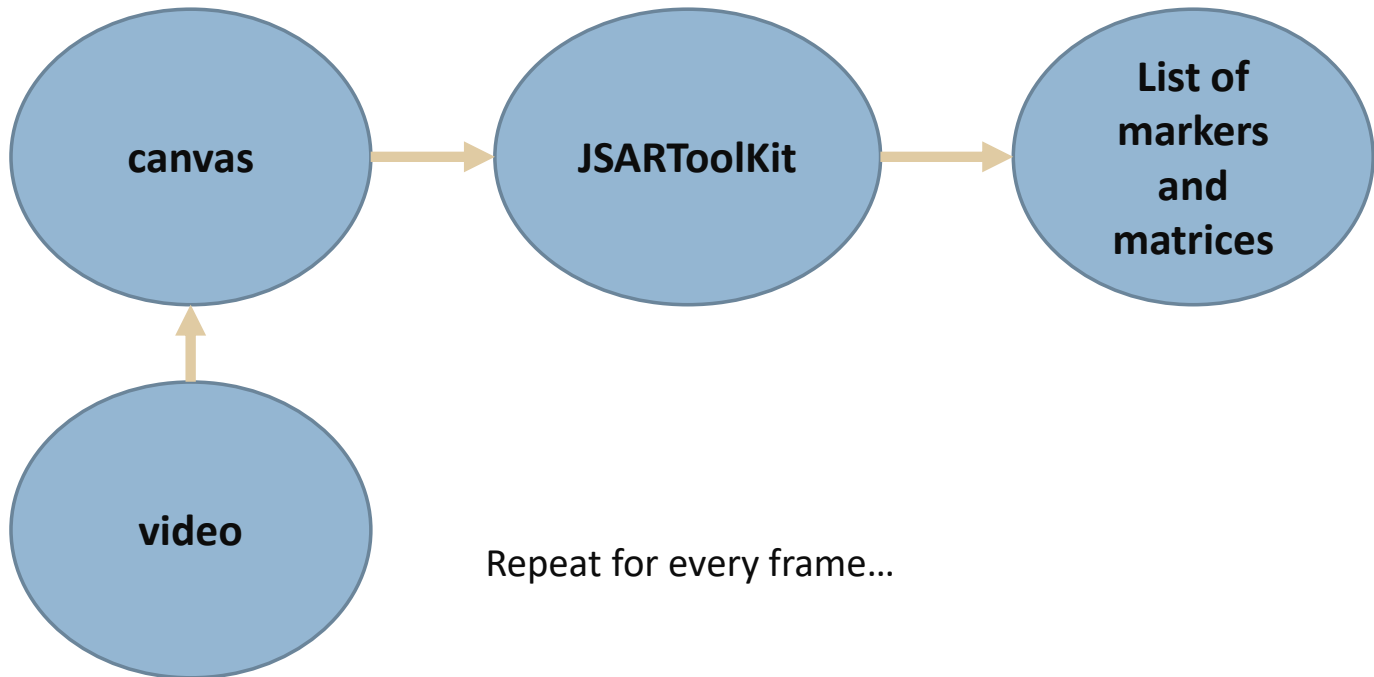 canvas
JSARToolKit
List of
markers
and
matrices
video
Repeat for every frame…